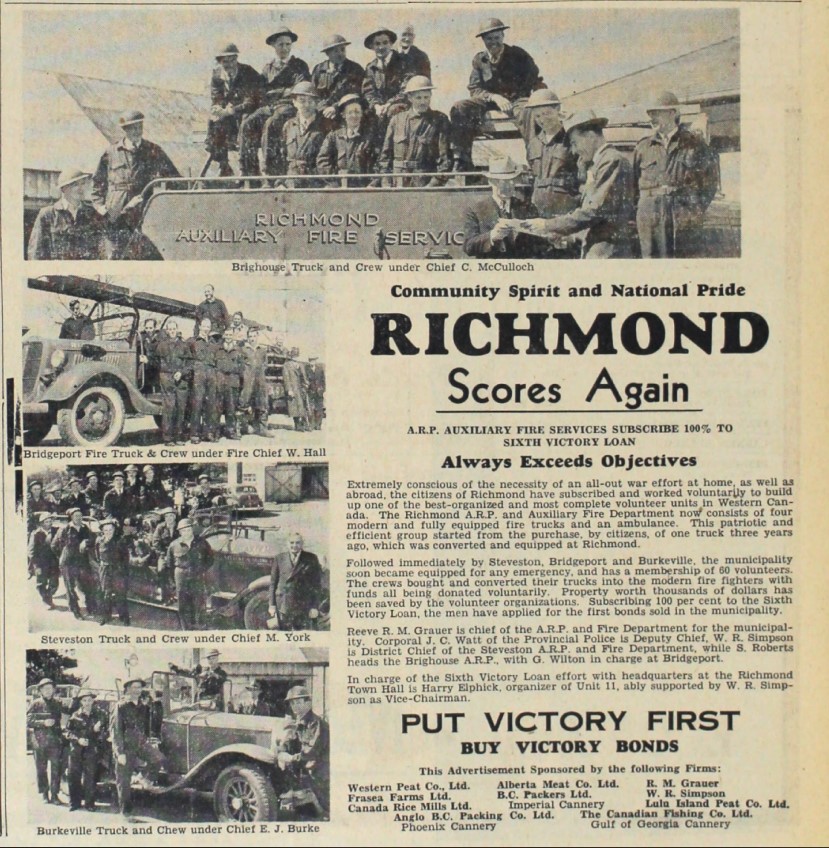 RICHMOND
AUXILIARY FIRE SERVIC
Brighouse Truck and Crew under Chief C. McCulloch
Bridgeport Fire Truck & Crew under Fire Chief W. Hall
Steveston Truck and Crew under Chief M. York
Burkeville Truck and Chew under Chief E. J. Burke
Community Spirit and National Pride
RICHMOND
Scores Again
A.R.P. AUXILIARY FIRE SERVICES SUBSCRIBE 100% TO
SIXTH VICTORY LOAN
Always Exceeds Objectives
Extremely conscious of the necessity of an all-out war effort at home, as well as
abroad, the citizens of Richmond have subscribed and worked voluntarily to build
up one of the best-organized and most complete volunteer units in Western Can-
ada. The Richmond A.R.P. and Auxiliary Fire Department now consists of four
modern and fully equipped fire trucks and an ambulance. This patriotic and
efficient group started from the purchase, by citizens, of one truck three years
ago, which was converted and equipped at Richmond.
Followed immediately by Steveston, Bridgeport and Burkeville, the municipality
soon became equipped for any emergency, and has a membership of 60 volunteers.
The crews bought and converted their trucks into the modern fire fighters with
funds all being donated voluntarily. Property worth thousands of dollars has
been saved by the volunteer organizations. Subscribing 100 per cent to the Sixth
Victory Loan, the men have applied for the first bonds sold in the municipality.
Reeve R. M. Grauer is chief of the A.R.P. and Fire Department for the municipal-
ity. Corporal J. C. Watt of the Provincial Police is Deputy Chief, W. R. Simpson
is District Chief of the Steveston A.R.P. and Fire Department, while S. Roberts
heads the Brighouse A.R.P., with G. Wilton in charge at Bridgeport.
In charge of the Sixth Victory Loan effort with headquarters at the Richmond
Town Hall is Harry Elphick, organizer of Unit 11, ably supported by W. R. Simp-
son as Vice-Chairman.
PUT VICTORY FIRST
BUY VICTORY BONDS
This Advertisement Sponsored by the following Firms:
Western Peat Co., Ltd. Alberta Meat Co. Ltd. R. M. Grauer
Frasea Farms Ltd. B.C. Packers Ltd. W. R. Simpson
Canada Rice Mills Ltd. Imperial Cannery Lulu Island Peat Co. Ltd.
Anglo B.C. Packing Co. Ltd. The Canadian Fishing Co. Ltd.
Phoenix Cannery Gulf of Georgia Cannery